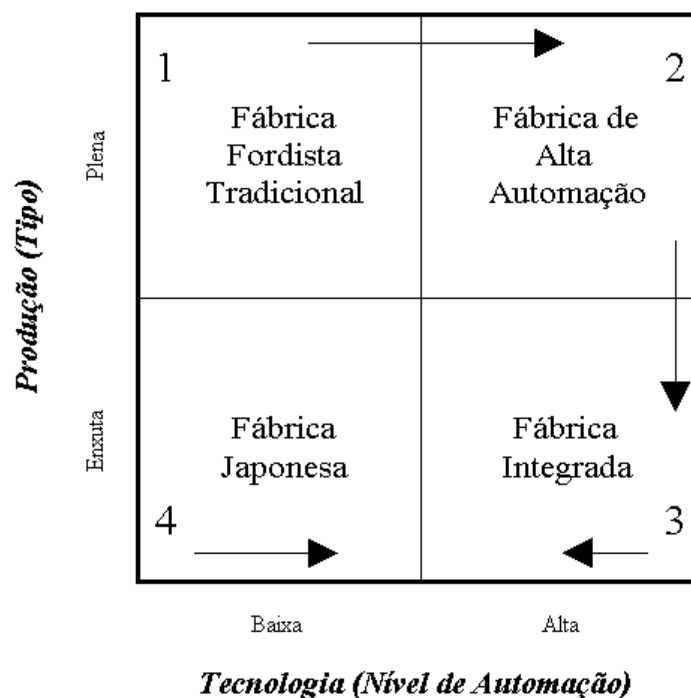 1
2
Fábrica
Fordista
Tradicional
Fábrica de
Alta
Automação
Plena
Produção (Tipo)
Enxuta
Fábrica
Japonesa
Fábrica
Integrada
4
3
Baixa
Alta
Tecnologia (Nível de Automação)